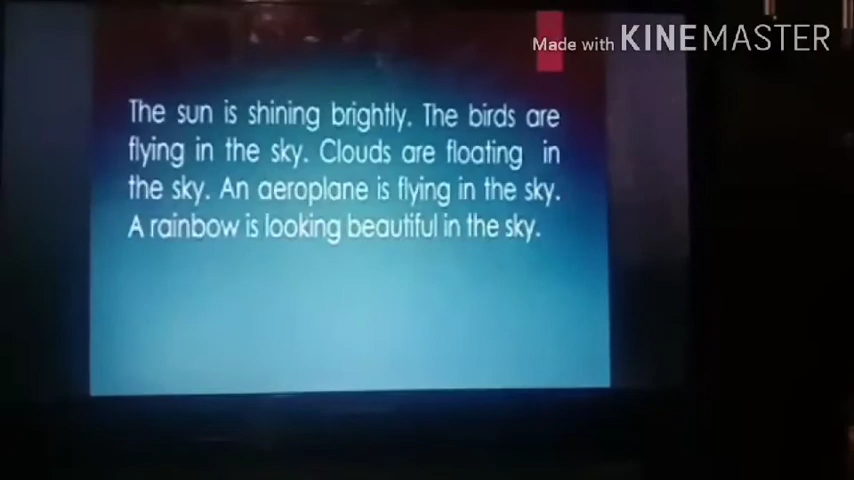 Made with KINEMASTER
The sun is shining brightly. The birds are
flying in the sky. Clouds are floating in
the sky. An aeroplane is flying in the sky.
A rainbow is looking beautiful in the sky.